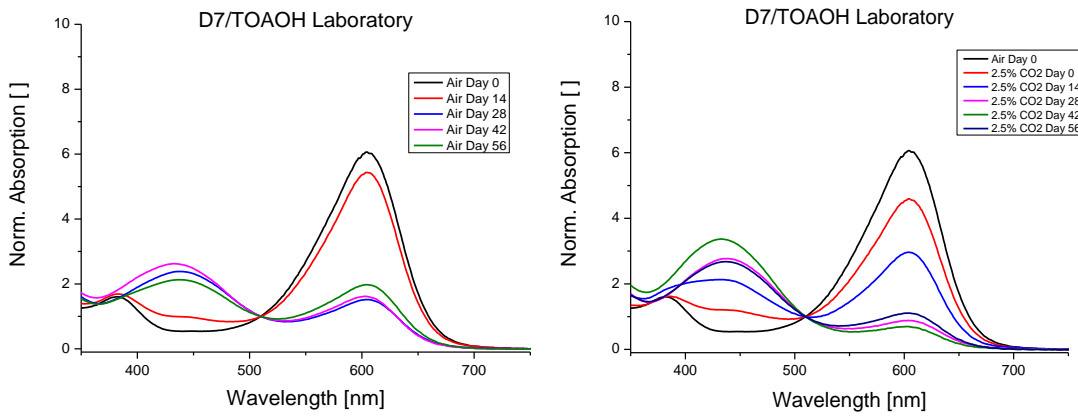 D7/TOAOH Laboratory
10
8
6
4
2
0
Norm. Absorption [ ]
400
500
600
700
Wavelength [nm]
Air Day 0
Air Day 14
Air Day 28
Air Day 42
Air Day 56
D7/TOAOH Laboratory
10
8
6
4
2
0
Norm. Absorption [ ]
400
500
600
700
Wavelength [nm]
Air Day 0
2.5% CO2 Day 0
2.5% CO2 Day 14
2.5% CO2 Day 28
2.5% CO2 Day 42
2.5% CO2 Day 56